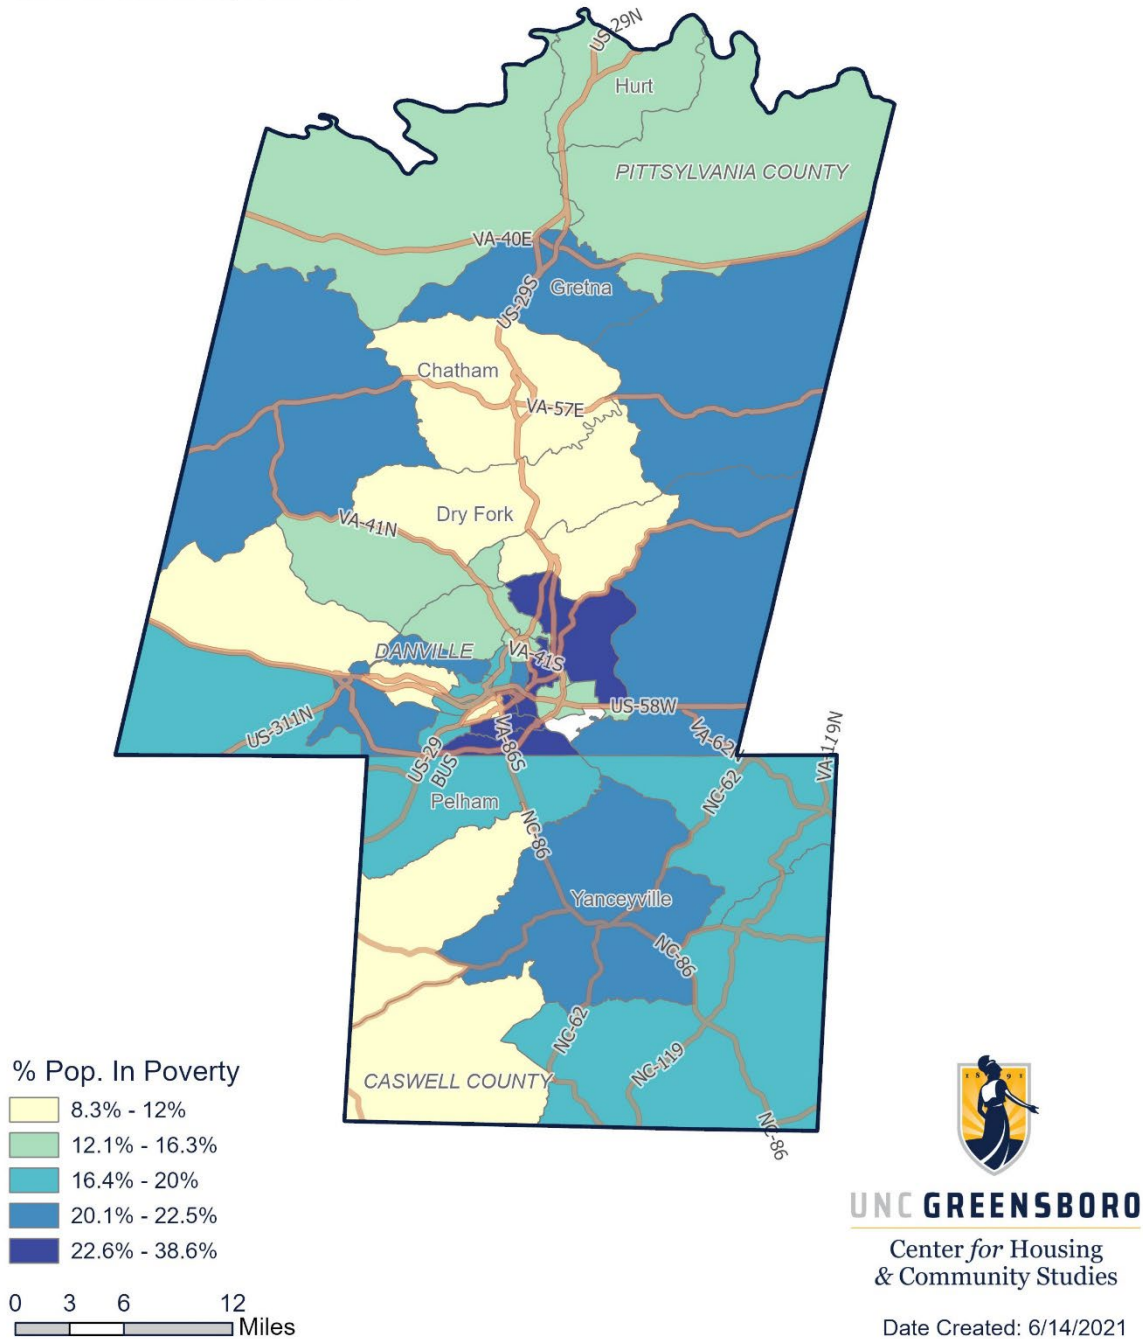 US-29N
Hurt
PITTSYLVANIA COUNTY
VA-40E
Gretna
US-29S
Chatham
VA-57E
Dry Fork
VA-41N
DANVILLE
VA-41S
US-58W
US-311N
US-29
BUS
VA-86S
VA-119N
NC-62
Pelham
NC-86
Yanceyville
NC-86
NC-62
NC-119
CASWELL COUNTY
NC-86
% Pop. In Poverty
8.3% - 12%
12.1% - 16.3%
16.4% - 20%
20.1% - 22.5%
22.6% - 38.6%
0 3 6 12
Miles
1891
UNC GREENSBORO
Center for Housing
& Community Studies
Date Created: 6/14/2021